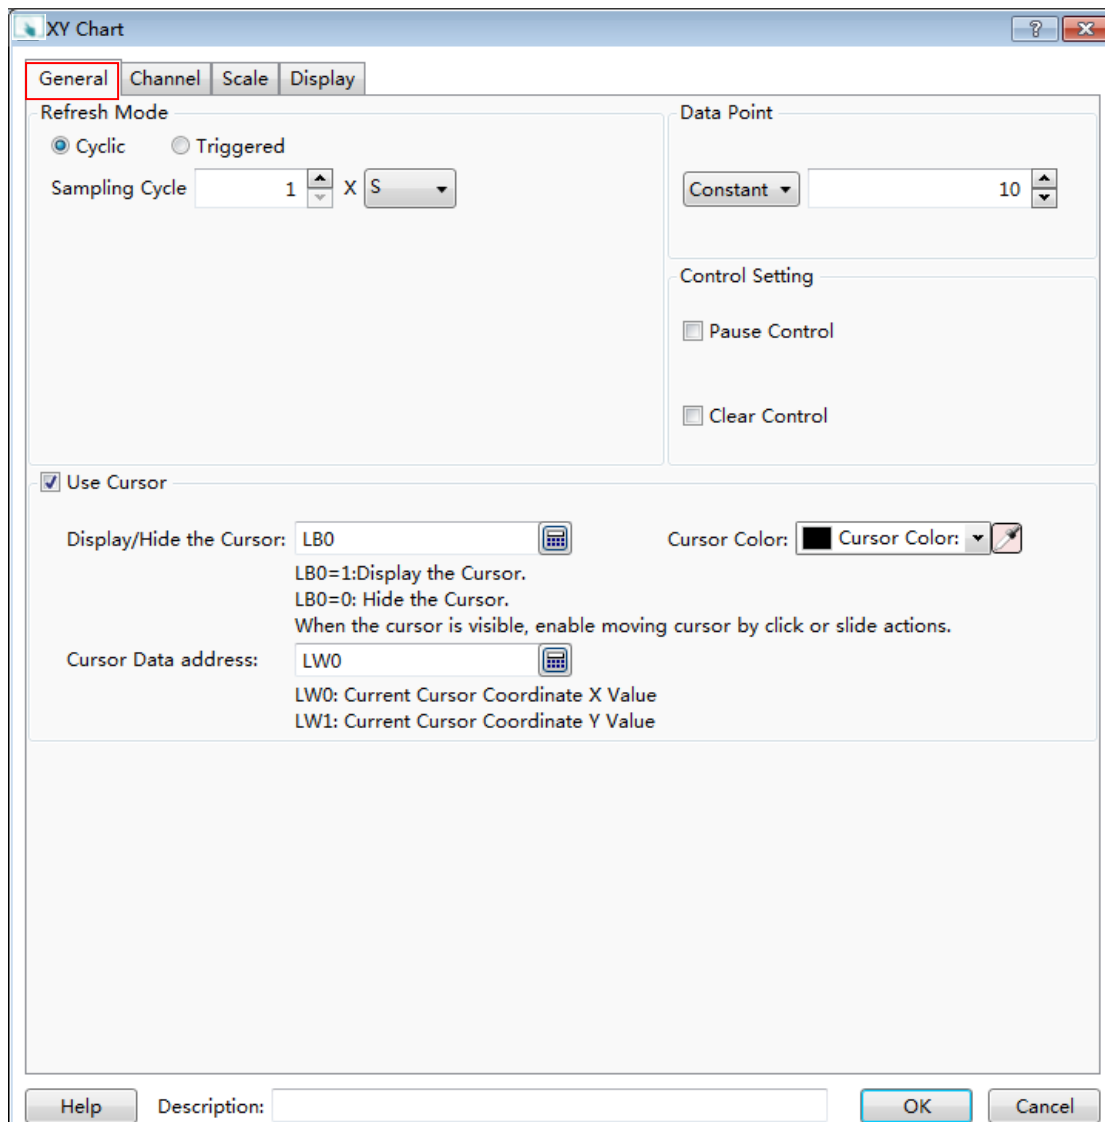 XY Chart
General Channel Scale Display
Refresh Mode
Cyclic Triggered
Sampling Cycle 1 X S
Data Point
Constant 10
Control Setting
Pause Control
Clear Control
Use Cursor
Display/Hide the Cursor: LB0 Cursor Color: Cursor Color:
LB0=1:Display the Cursor.
LB0=0: Hide the Cursor.
When the cursor is visible, enable moving cursor by click or slide actions.
Cursor Data address: LW0
LW0: Current Cursor Coordinate X Value
LW1: Current Cursor Coordinate Y Value
Help Description: OK Cancel